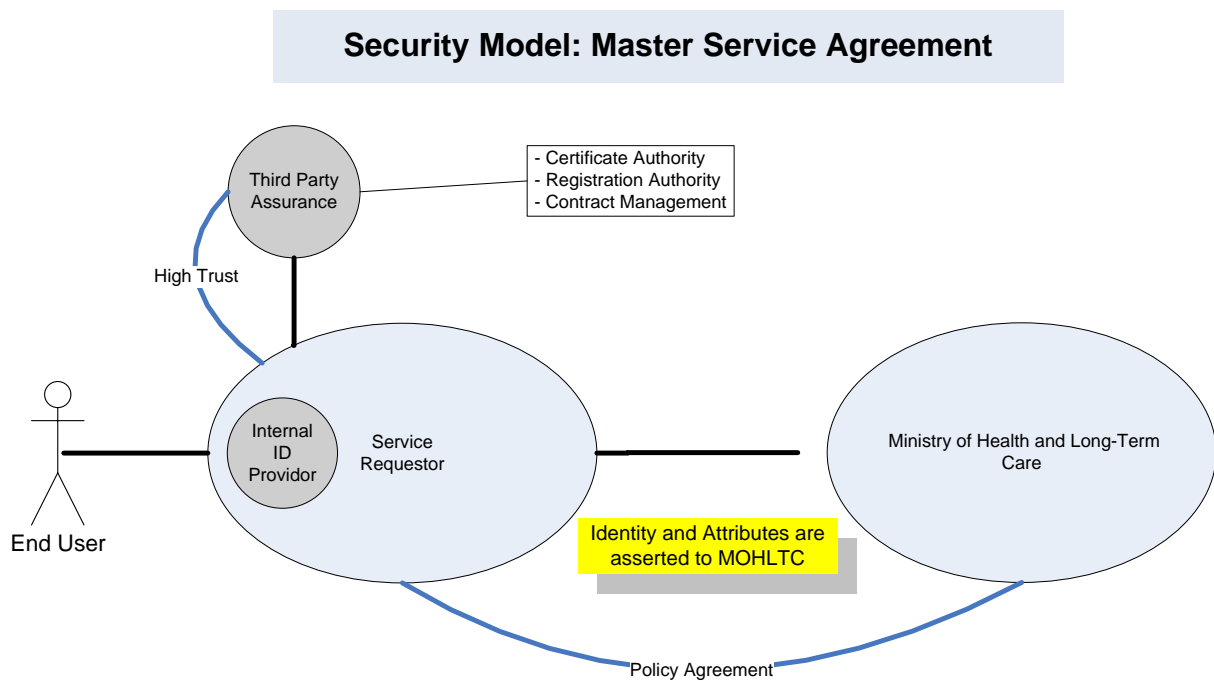 Security Model: Master Service Agreement
Third Party
Assurance
- Certificate Authority
- Registration Authority
- Contract Management
High Trust
Internal
ID
Providor
Service
Requestor
Ministry of Health and Long-Term
Care
End User
Identity and Attributes are
asserted to MOHLTC
Policy Agreement